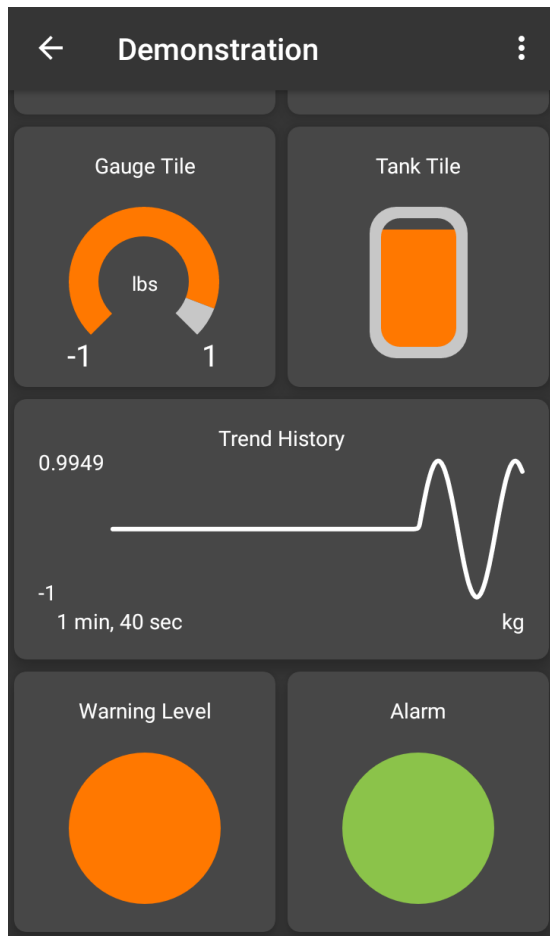 Demonstration
Gauge Tile
lbs
-1 1
Tank Tile
Trend History
0.9949
-1
1 min, 40 sec kg
Warning Level
Alarm